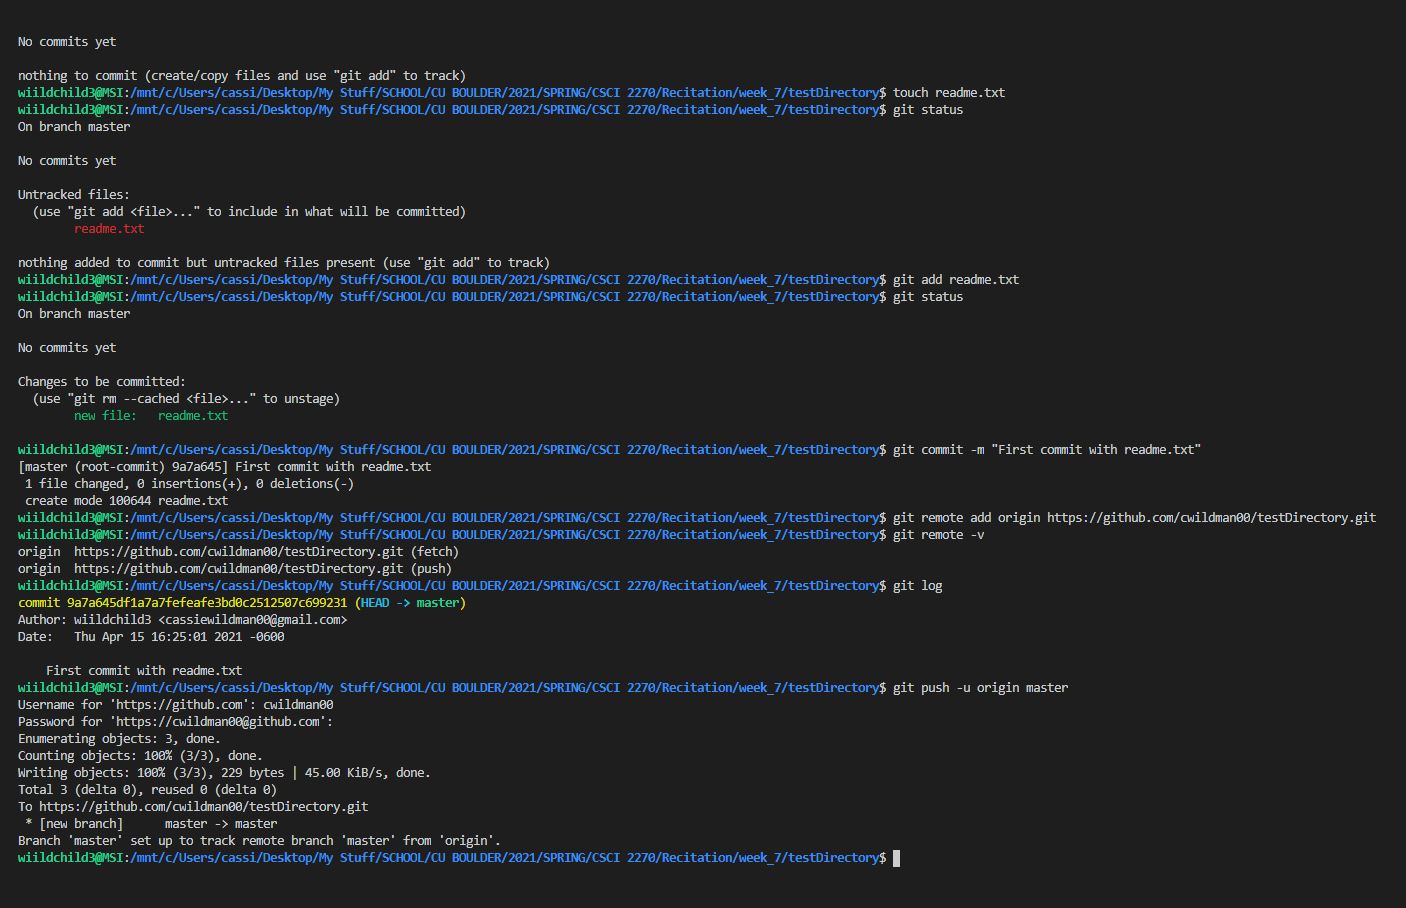 No commits yet
nothing to commit (create/copy files and use "git add" to track)
wiildchild3@MSI:/mnt/c/Users/cassi/Desktop/My Stuff/SCHOOL/CU BOULDER/2021/SPRING/CSCI 2270/Recitation/week_7/testDirectory$ touch readme.txt
wiildchild3@MSI:/mnt/c/Users/cassi/Desktop/My Stuff/SCHOOL/CU BOULDER/2021/SPRING/CSCI 2270/Recitation/week_7/testDirectory$ git status
On branch master
No commits yet
Untracked files:
  (use "git add <file>..." to include in what will be committed)
        readme.txt
nothing added to commit but untracked files present (use "git add" to track)
wiildchild3@MSI:/mnt/c/Users/cassi/Desktop/My Stuff/SCHOOL/CU BOULDER/2021/SPRING/CSCI 2270/Recitation/week_7/testDirectory$ git add readme.txt
wiildchild3@MSI:/mnt/c/Users/cassi/Desktop/My Stuff/SCHOOL/CU BOULDER/2021/SPRING/CSCI 2270/Recitation/week_7/testDirectory$ git status
On branch master
No commits yet
Changes to be committed:
  (use "git rm --cached <file>..." to unstage)
        new file:   readme.txt
wiildchild3@MSI:/mnt/c/Users/cassi/Desktop/My Stuff/SCHOOL/CU BOULDER/2021/SPRING/CSCI 2270/Recitation/week_7/testDirectory$ git commit -m "First commit with readme.txt"
[master (root-commit) 9a7a645] First commit with readme.txt
 1 file changed, 0 insertions(+), 0 deletions(-)
 create mode 100644 readme.txt
wiildchild3@MSI:/mnt/c/Users/cassi/Desktop/My Stuff/SCHOOL/CU BOULDER/2021/SPRING/CSCI 2270/Recitation/week_7/testDirectory$ git remote add origin https://github.com/cwildman00/testDirectory.git
wiildchild3@MSI:/mnt/c/Users/cassi/Desktop/My Stuff/SCHOOL/CU BOULDER/2021/SPRING/CSCI 2270/Recitation/week_7/testDirectory$ git remote -v
origin  https://github.com/cwildman00/testDirectory.git (fetch)
origin  https://github.com/cwildman00/testDirectory.git (push)
wiildchild3@MSI:/mnt/c/Users/cassi/Desktop/My Stuff/SCHOOL/CU BOULDER/2021/SPRING/CSCI 2270/Recitation/week_7/testDirectory$ git log
commit 9a7a645df1a7a7fefeafe3bd0c2512507c699231 (HEAD -> master)
Author: wiildchild3 <cassiewildman00@gmail.com>
Date:   Thu Apr 15 16:25:01 2021 -0600
    First commit with readme.txt
wiildchild3@MSI:/mnt/c/Users/cassi/Desktop/My Stuff/SCHOOL/CU BOULDER/2021/SPRING/CSCI 2270/Recitation/week_7/testDirectory$ git push -u origin master
Username for 'https://github.com': cwildman00
Password for 'https://cwildman00@github.com':
Enumerating objects: 3, done.
Counting objects: 100% (3/3), done.
Writing objects: 100% (3/3), 229 bytes | 45.00 KiB/s, done.
Total 3 (delta 0), reused 0 (delta 0)
To https://github.com/cwildman00/testDirectory.git
 * [new branch]      master -> master
Branch 'master' set up to track remote branch 'master' from 'origin'.
wiildchild3@MSI:/mnt/c/Users/cassi/Desktop/My Stuff/SCHOOL/CU BOULDER/2021/SPRING/CSCI 2270/Recitation/week_7/testDirectory$